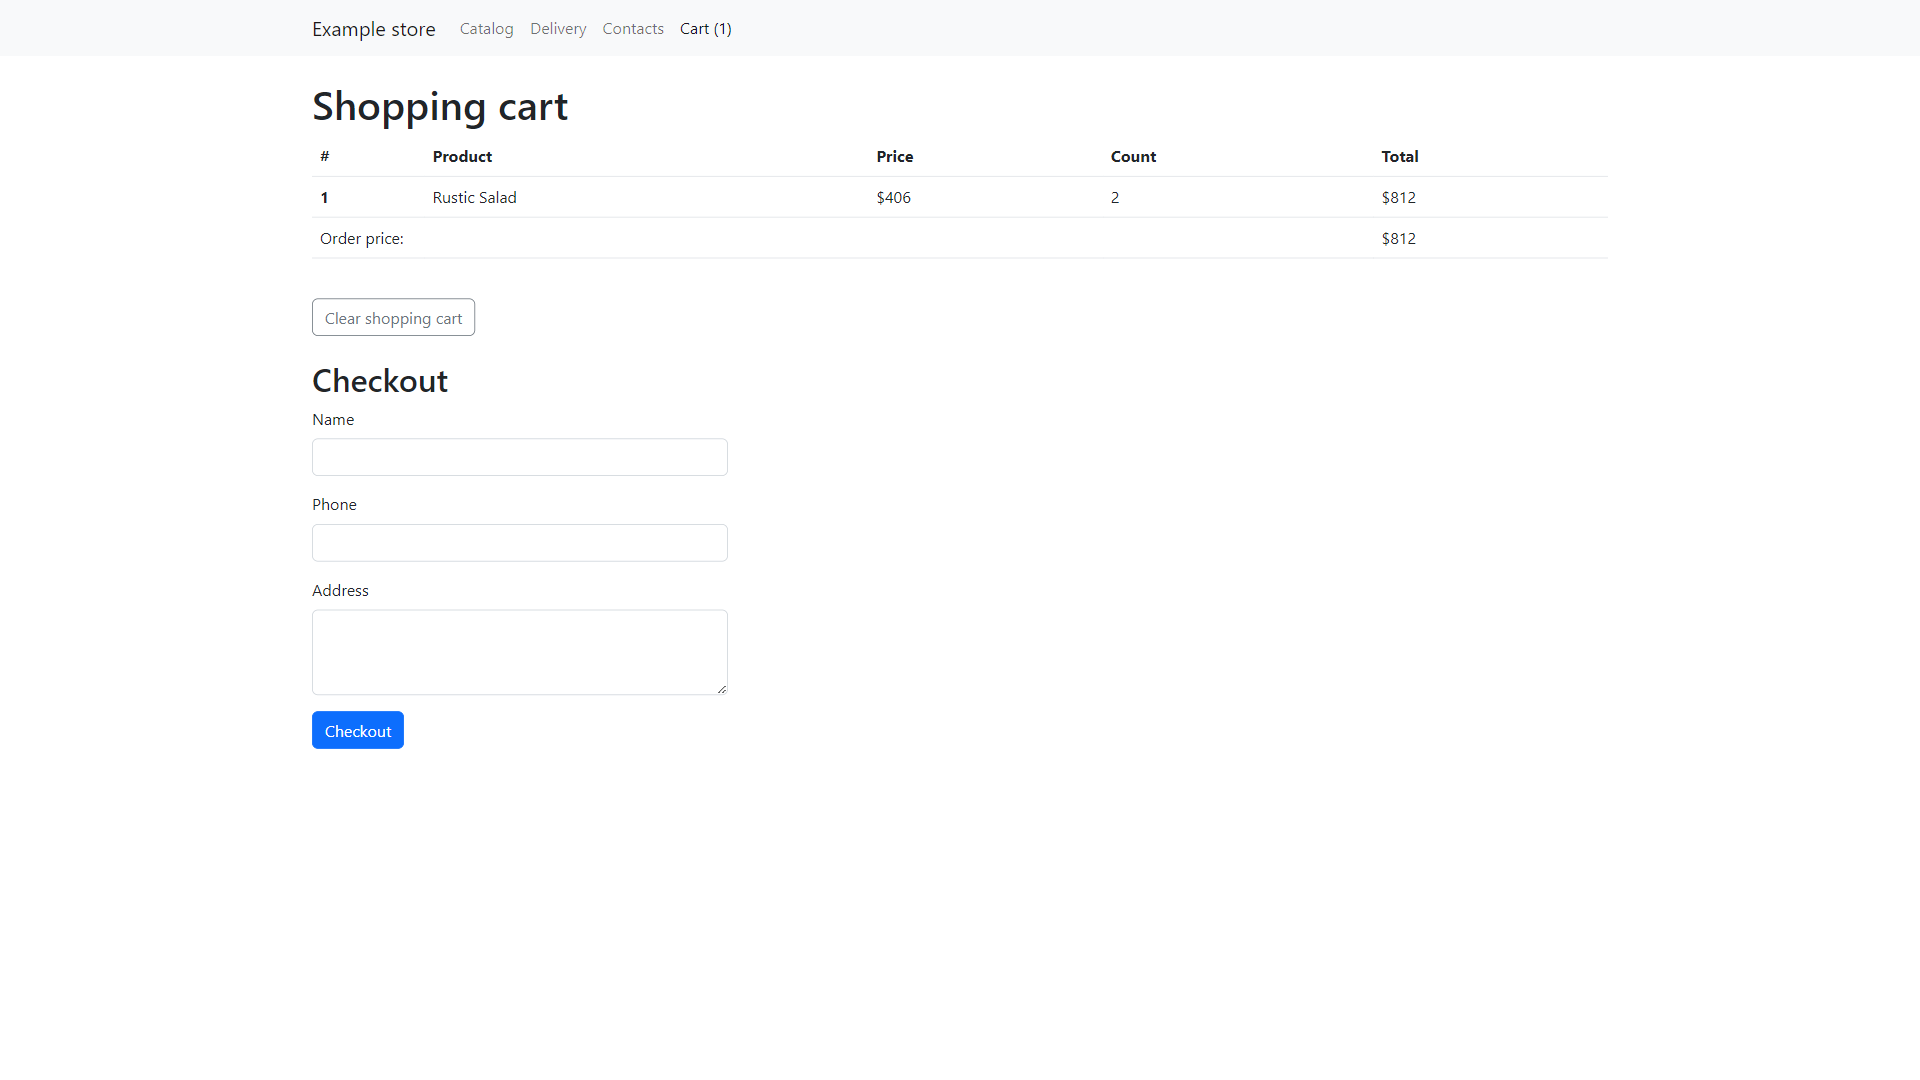 Example store Catalog Delivery Contacts Cart (1)
Shopping cart
# Product Price Count Total
1 Rustic Salad $406 2 $812
Order price: $812
Clear shopping cart
Checkout
Name
Phone
Address
Checkout